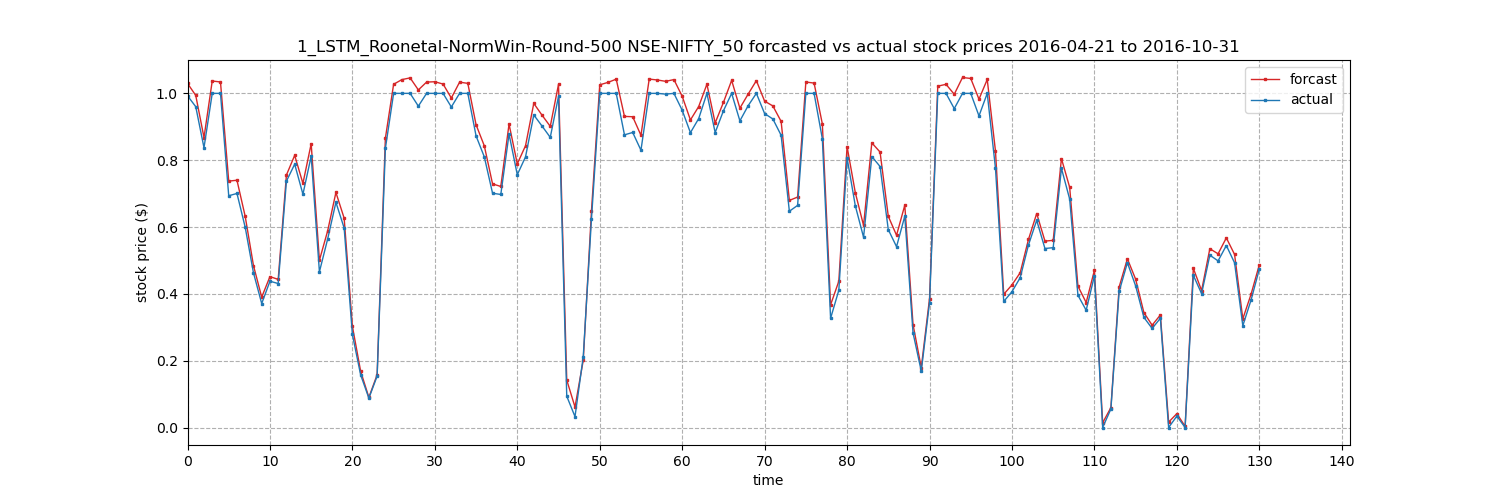 1_LSTM_Roonetal-NormWin-Round-500 NSE-NIFTY_50 forcasted vs actual stock prices 2016-04-21 to 2016-10-31
forcast
actual
stock price ($)
1.0
0.8
0.6
0.4
0.2
0.0
0 10 20 30 40 50 60 70 80 90 100 110 120 130 140
time